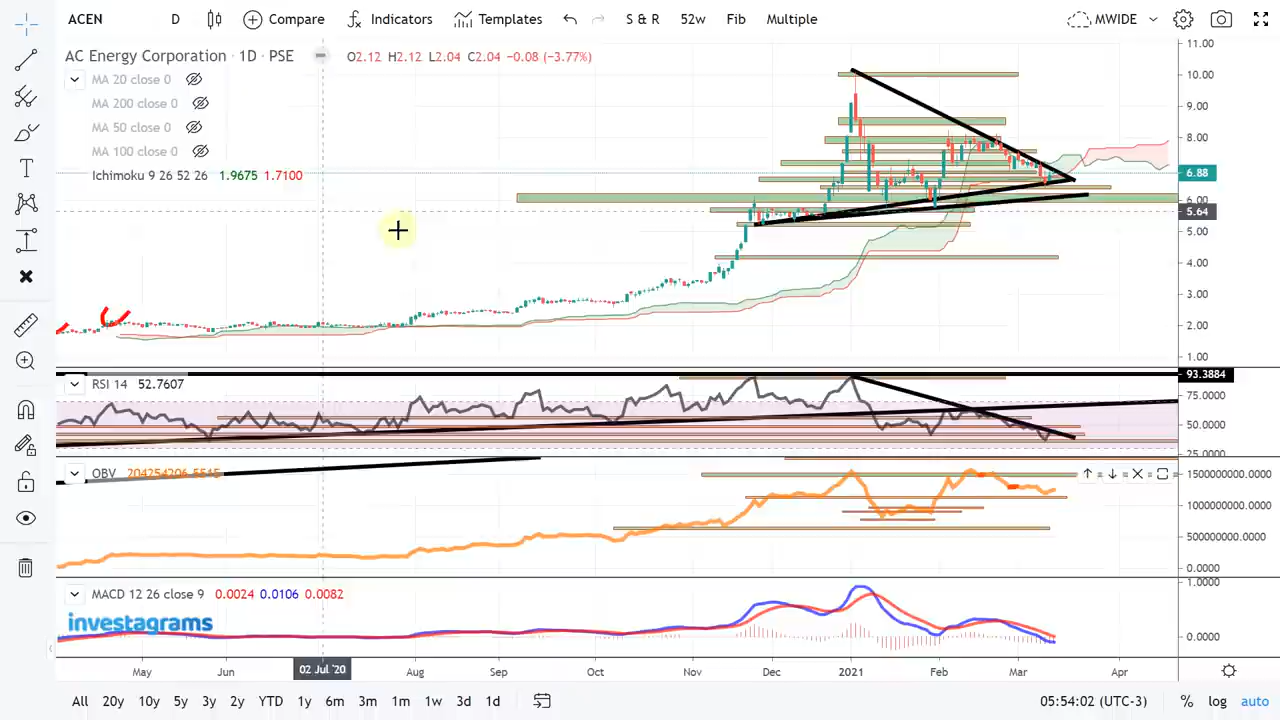 ACEN D Compare Indicators Templates S & R 52w Fib Multiple MWIDE
AC Energy Corporation · 1D · PSE O2.12 H2.12 L2.04 C2.04 −0.08 (−3.77%)
MA 20 close 0
MA 200 close 0
MA 50 close 0
MA 100 close 0
Ichimoku 9 26 52 26 1.9675 1.7100
11.00
10.00
9.00
8.00
6.88
6.00
5.64
5.00
4.00
3.00
2.00
1.00
RSI 14 52.7607
93.3884
75.0000
50.0000
25.0000
OBV 204254206.5515
1500000000.0000
1000000000.0000
500000000.0000
0.0000
MACD 12 26 close 9 0.0024 0.0106 0.0082
1.0000
0.0000
investagrams
May Jun 02 Jul '20 Aug Sep Oct Nov Dec 2021 Feb Mar Apr
All 20y 10y 5y 3y 2y YTD 1y 6m 3m 1m 1w 3d 1d 05:54:02 (UTC-3) % log auto